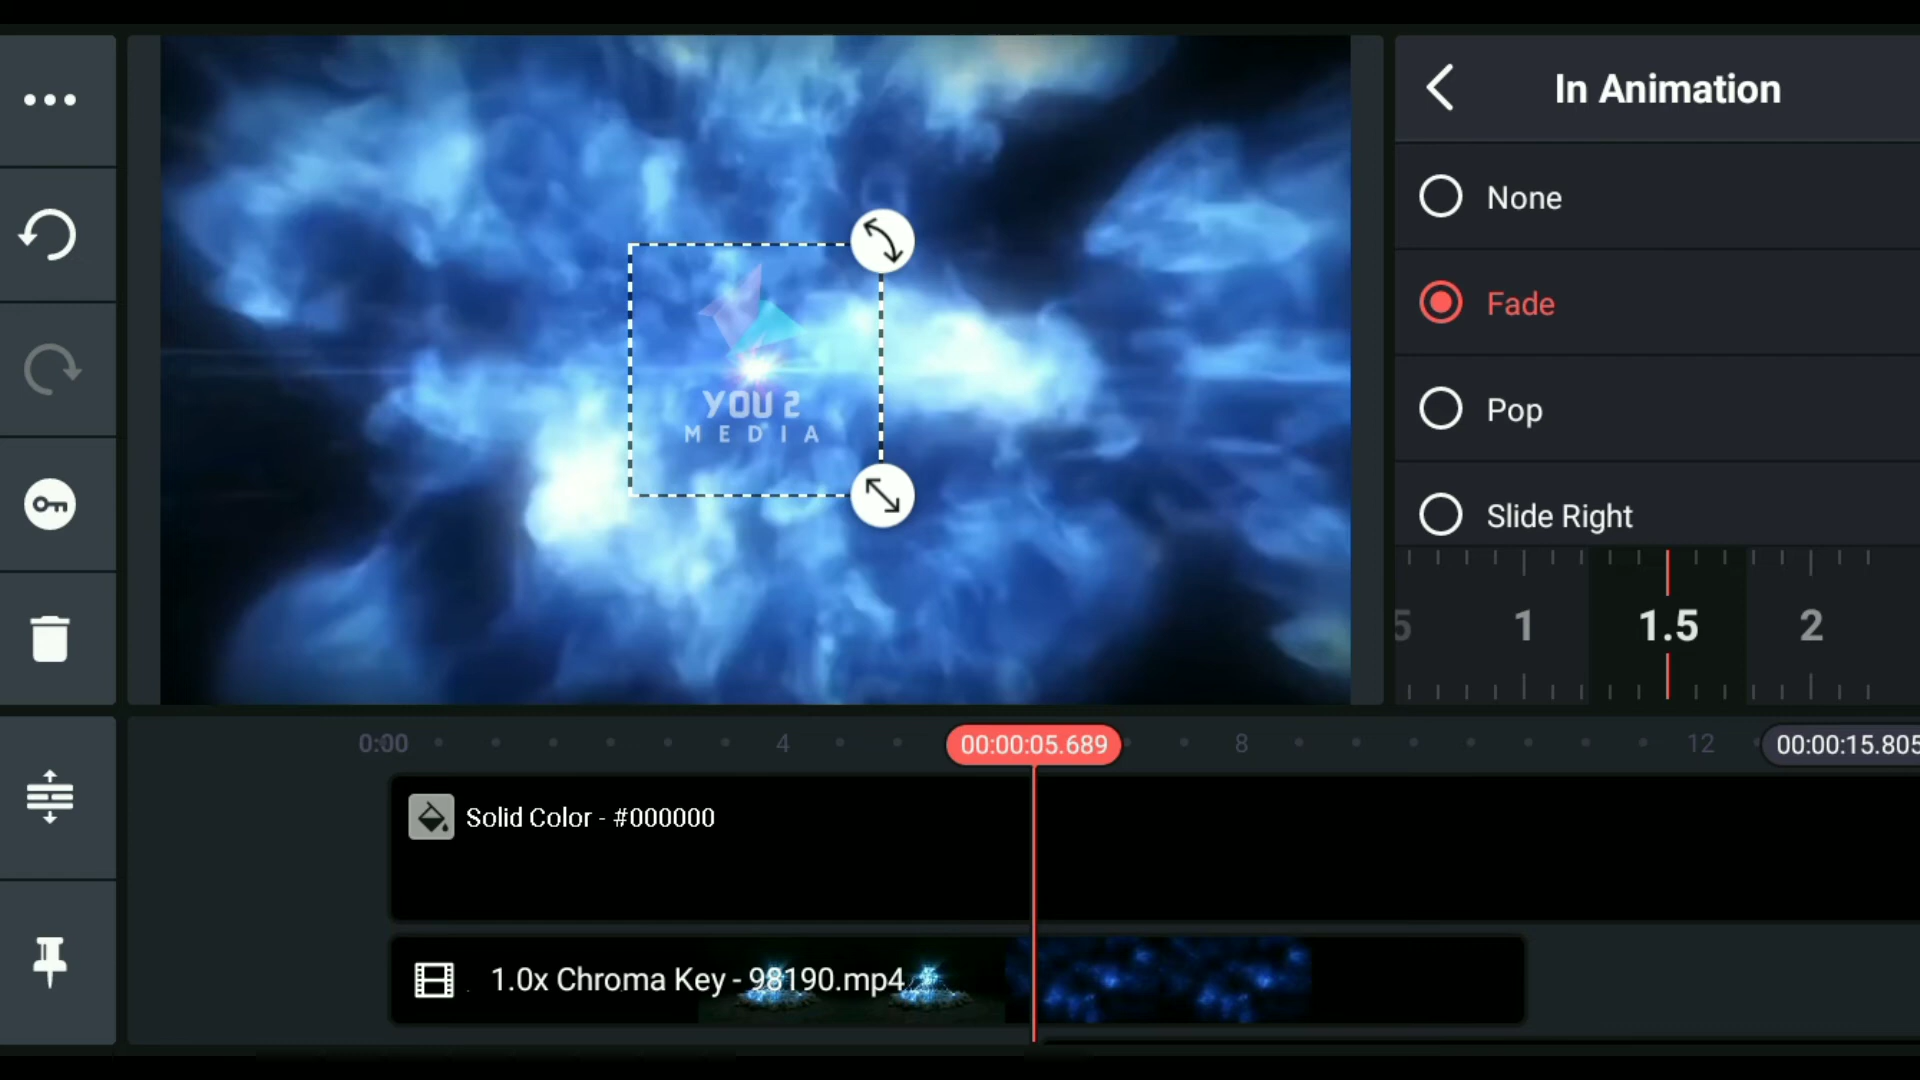 In Animation
None
Fade
Pop
Slide Right
5 1 1.5 2
YOU 2
MEDIA
0:00 4 00:00:05.689 8 12 00:00:15.805
Solid Color - #000000
1.0x Chroma Key - 98190.mp4